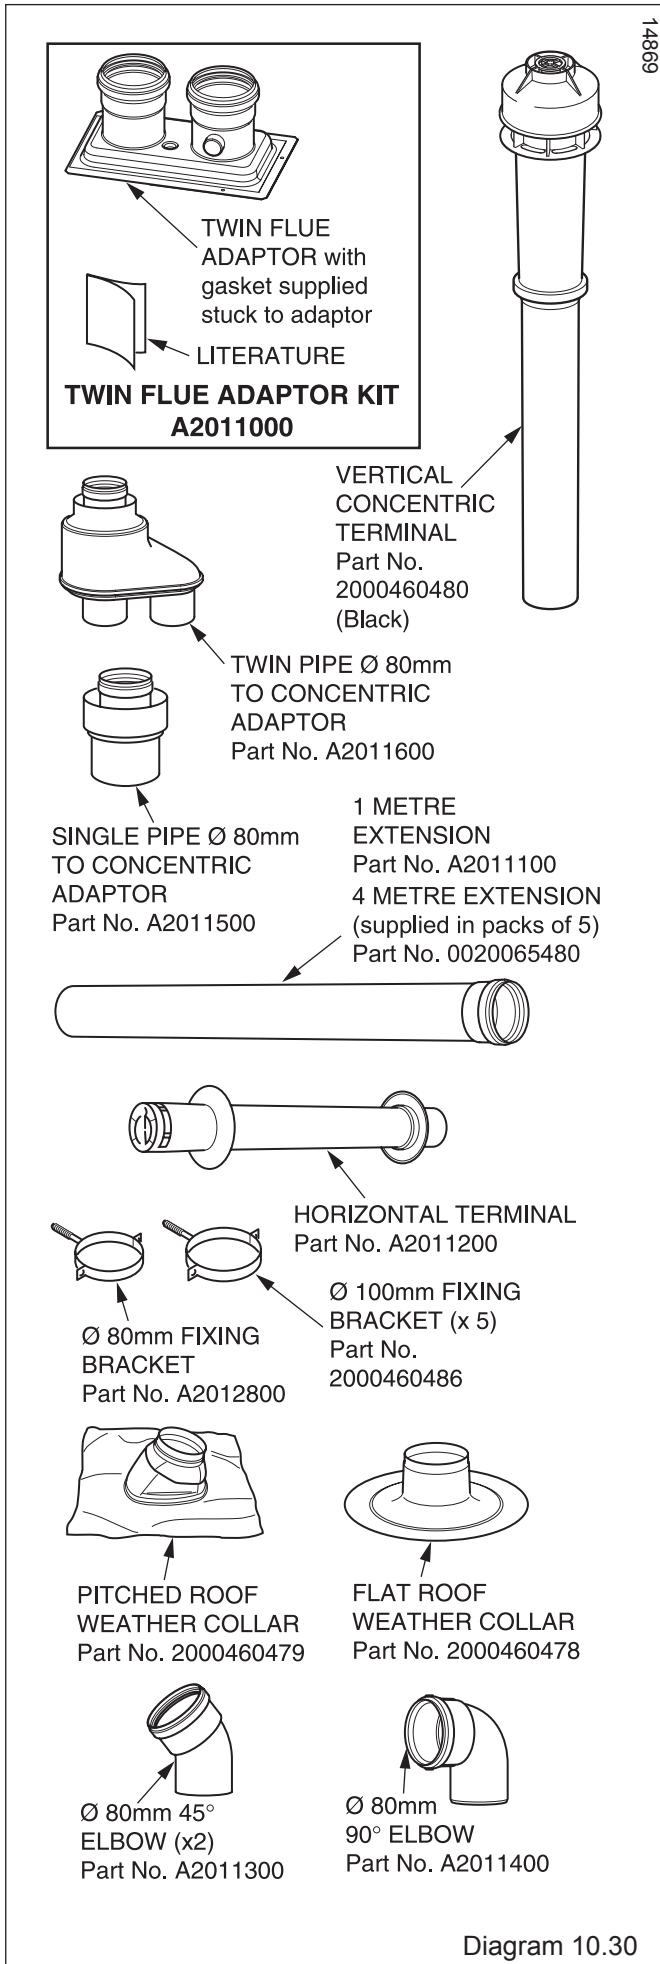 14869
TWIN FLUE
ADAPTOR with
gasket supplied
stuck to adaptor
LITERATURE
TWIN FLUE ADAPTOR KIT
A2011000
VERTICAL
CONCENTRIC
TERMINAL
Part No.
2000460480
(Black)
TWIN PIPE Ø 80mm
TO CONCENTRIC
ADAPTOR
Part No. A2011600
SINGLE PIPE Ø 80mm
TO CONCENTRIC
ADAPTOR
Part No. A2011500
1 METRE
EXTENSION
Part No. A2011100
4 METRE EXTENSION
(supplied in packs of 5)
Part No. 0020065480
HORIZONTAL TERMINAL
Part No. A2011200
Ø 80mm FIXING
BRACKET
Part No. A2012800
Ø 100mm FIXING
BRACKET (x 5)
Part No.
2000460486
PITCHED ROOF
WEATHER COLLAR
Part No. 2000460479
FLAT ROOF
WEATHER COLLAR
Part No. 2000460478
Ø 80mm 45°
ELBOW (x2)
Part No. A2011300
Ø 80mm
90° ELBOW
Part No. A2011400
Diagram 10.30